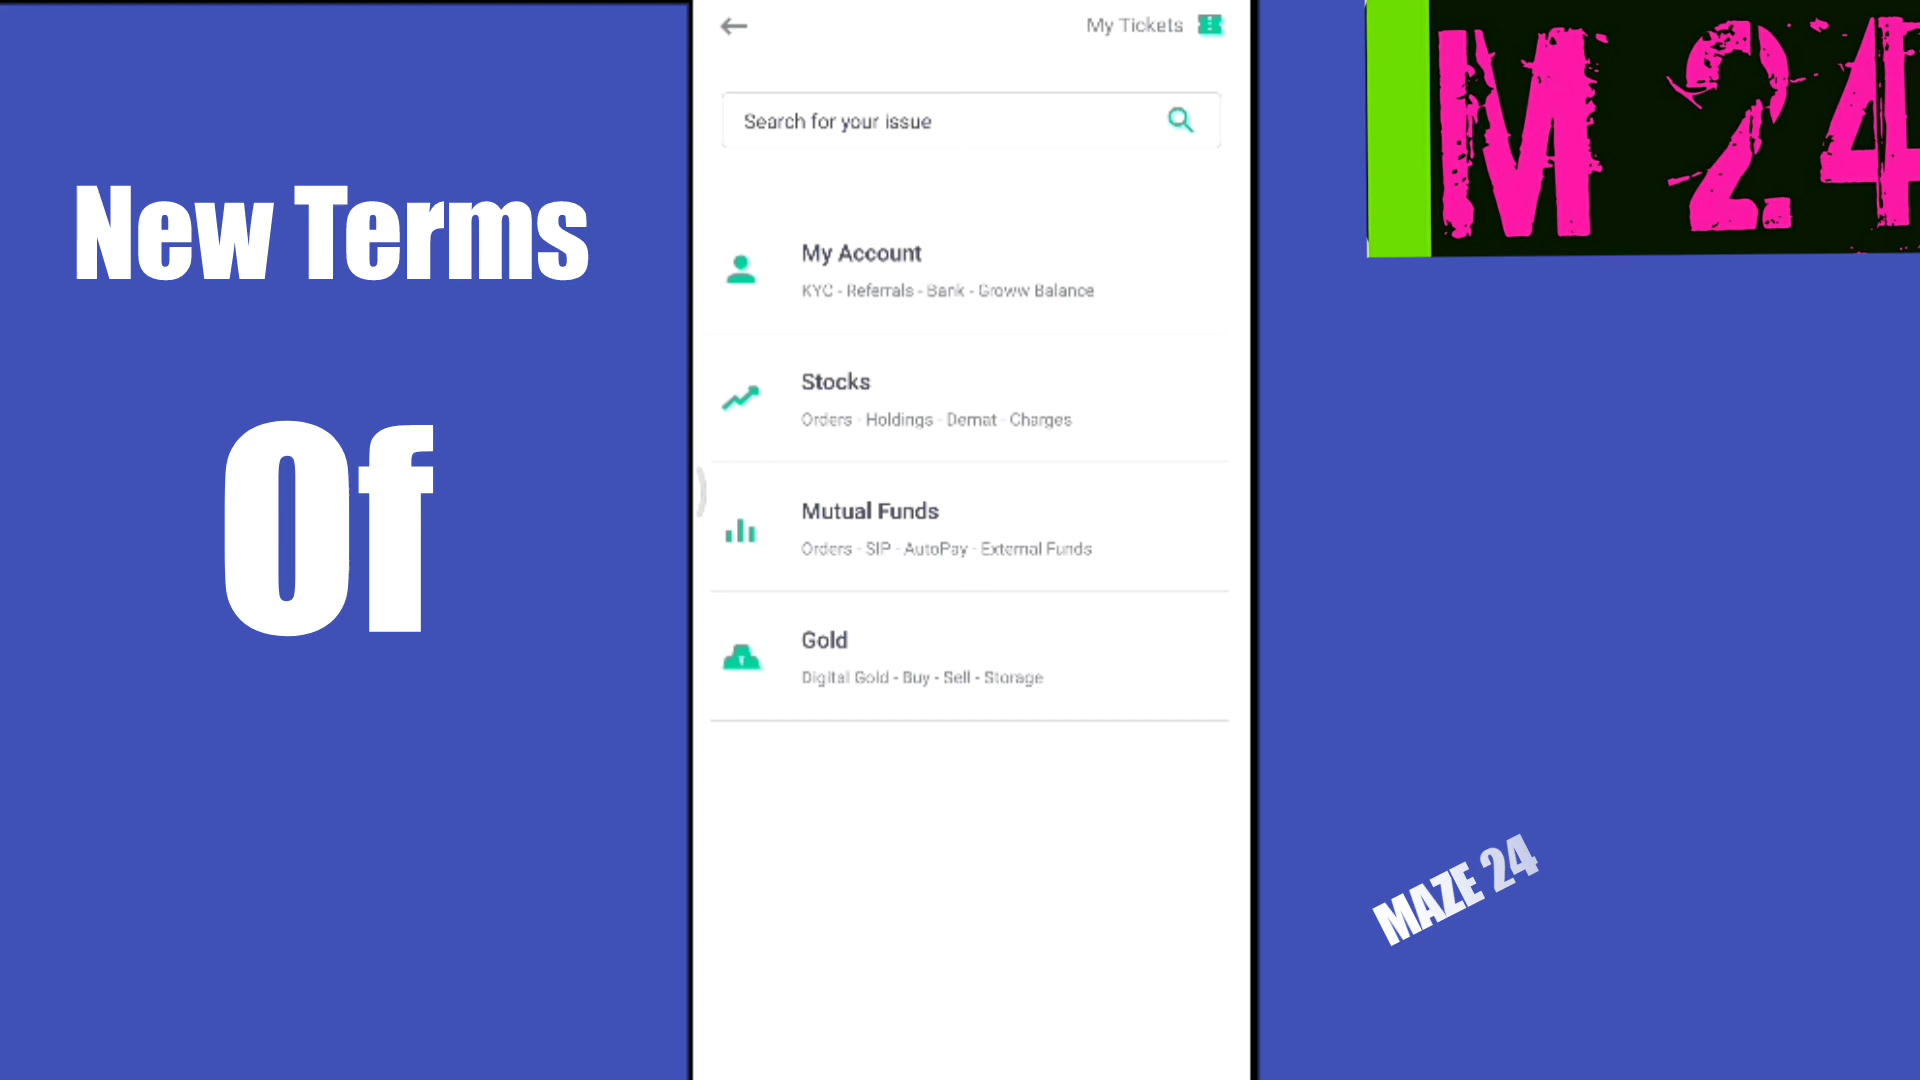 New Terms
Of
My Tickets
Search for your issue
My Account
KYC - Referrals - Bank - Groww Balance
Stocks
Orders - Holdings - Demat - Charges
Mutual Funds
Orders - SIP - AutoPay - External Funds
Gold
Digital Gold - Buy - Sell - Storage
M 24
MAZE 24